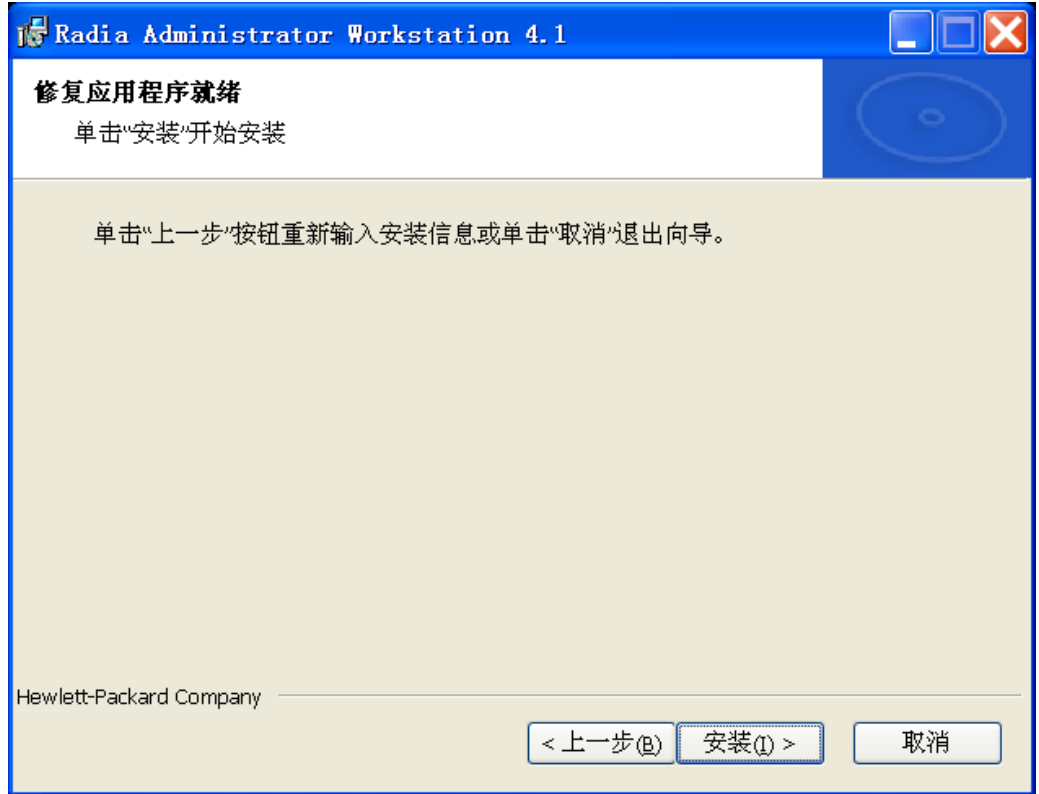 Radia Administrator Workstation 4.1
修复应用程序就绪
单击“安装”开始安装
单击“上一步”按钮重新输入安装信息或单击“取消”退出向导。
Hewlett-Packard Company
< 上一步(B)
安装(I) >
取消